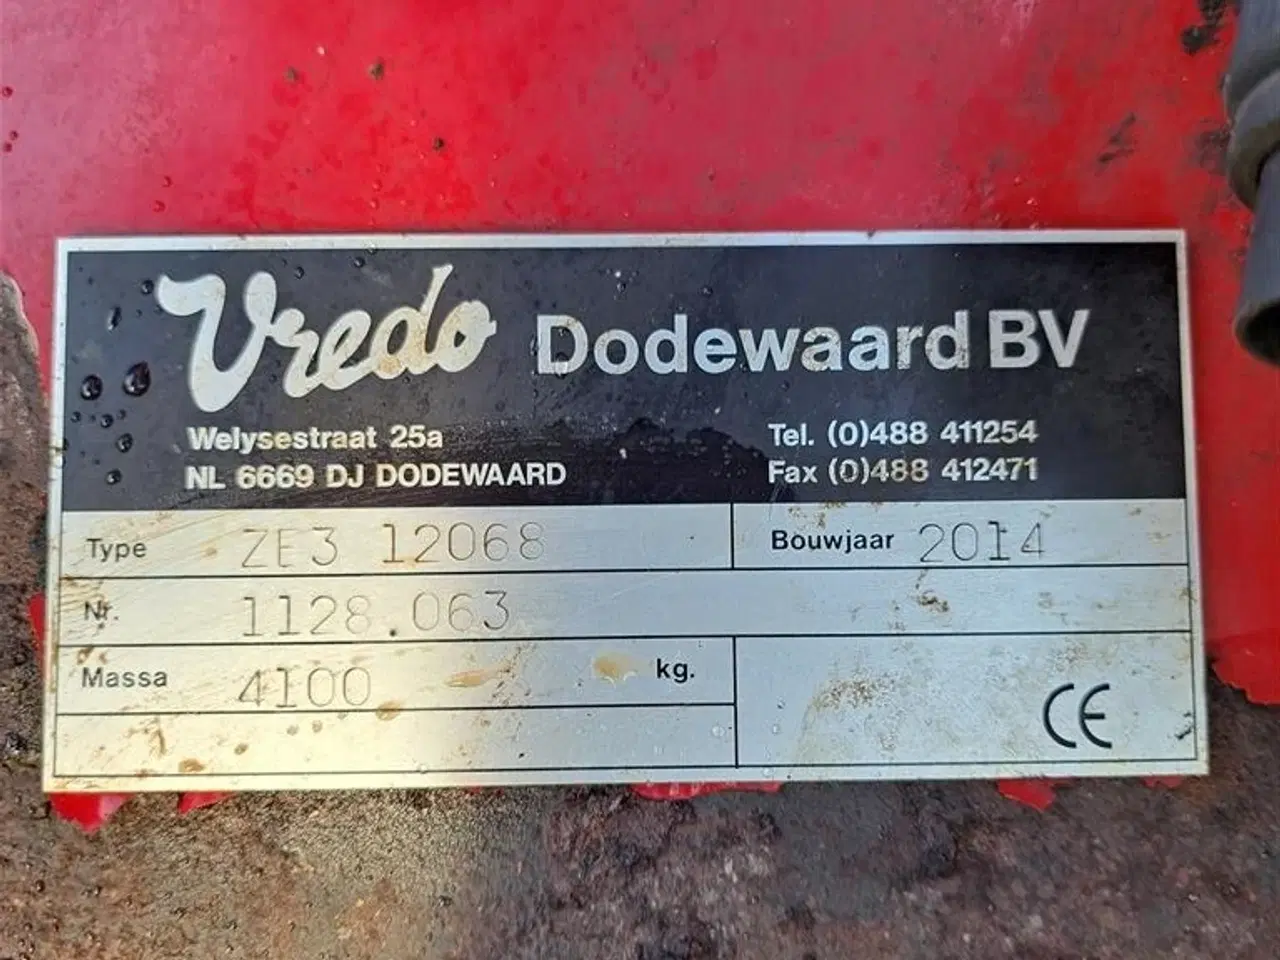 Vredo Dodewaard BV
Welysestraat 25a Tel. (0)488 411254
NL 6669 DJ DODEWAARD Fax (0)488 412471
Type ZE3 12068 Bouwjaar 2014
Nr. 1128.063
Massa 4100 kg.
CE